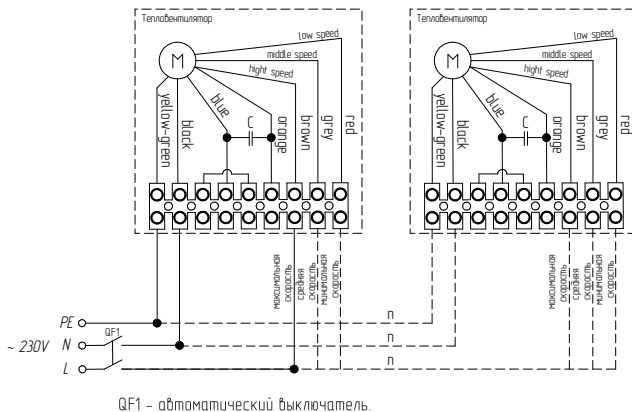 Тепловентилятор
low speed
middle speed
hight speed
M
yellow-green
black
blue
C
orange
brown
grey
red
Тепловентилятор
low speed
middle speed
hight speed
M
yellow-green
black
blue
C
orange
brown
grey
red
максимальная
скорость
средняя
скорость
минимальная
скорость
максимальная
скорость
средняя
скорость
минимальная
скорость
PE
n
QF1
~ 230V
N
n
L
n
QF1 - автоматический выключатель.